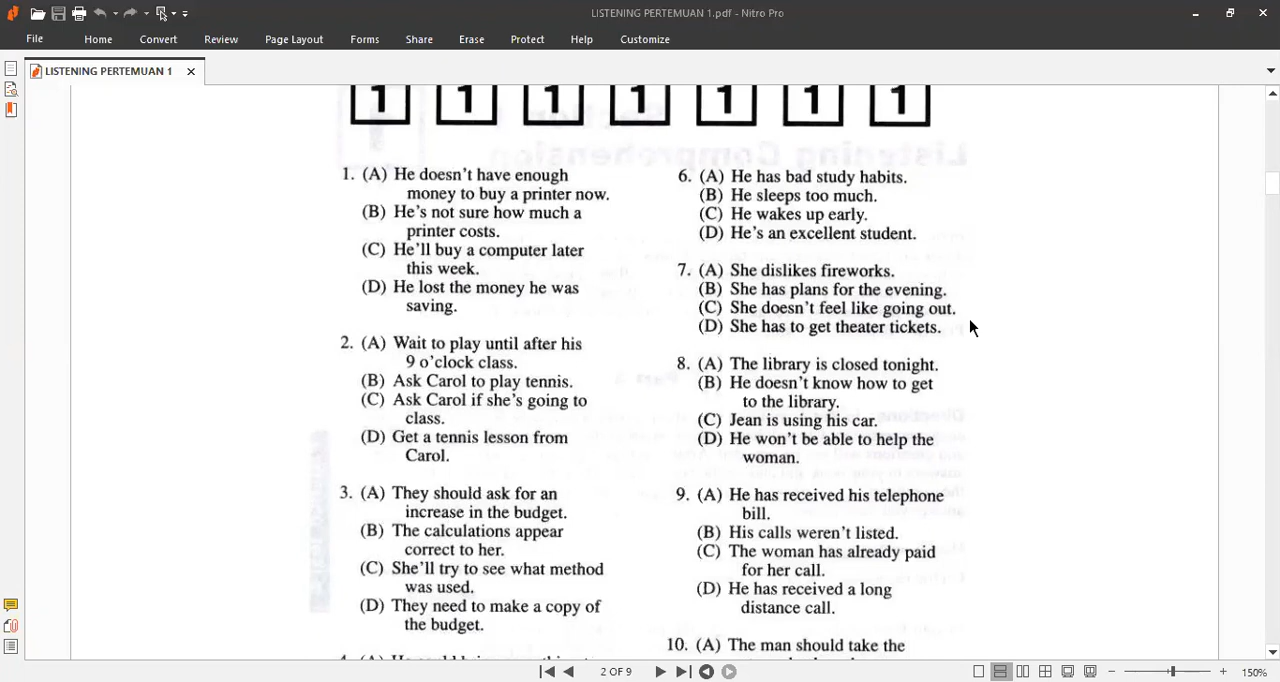 LISTENING PERTEMUAN 1.pdf - Nitro Pro
File Home Convert Review Page Layout Forms Share Erase Protect Help Customize
LISTENING PERTEMUAN 1
1 1 1 1 1 1 1
1. (A) He doesn't have enough
money to buy a printer now.
(B) He's not sure how much a
printer costs.
(C) He'll buy a computer later
this week.
(D) He lost the money he was
saving.
2. (A) Wait to play until after his
9 o'clock class.
(B) Ask Carol to play tennis.
(C) Ask Carol if she's going to
class.
(D) Get a tennis lesson from
Carol.
3. (A) They should ask for an
increase in the budget.
(B) The calculations appear
correct to her.
(C) She'll try to see what method
was used.
(D) They need to make a copy of
the budget.
6. (A) He has bad study habits.
(B) He sleeps too much.
(C) He wakes up early.
(D) He's an excellent student.
7. (A) She dislikes fireworks.
(B) She has plans for the evening.
(C) She doesn't feel like going out.
(D) She has to get theater tickets.
8. (A) The library is closed tonight.
(B) He doesn't know how to get
to the library.
(C) Jean is using his car.
(D) He won't be able to help the
woman.
9. (A) He has received his telephone
bill.
(B) His calls weren't listed.
(C) The woman has already paid
for her call.
(D) He has received a long
distance call.
10. (A) The man should take the
2 OF 9
150%